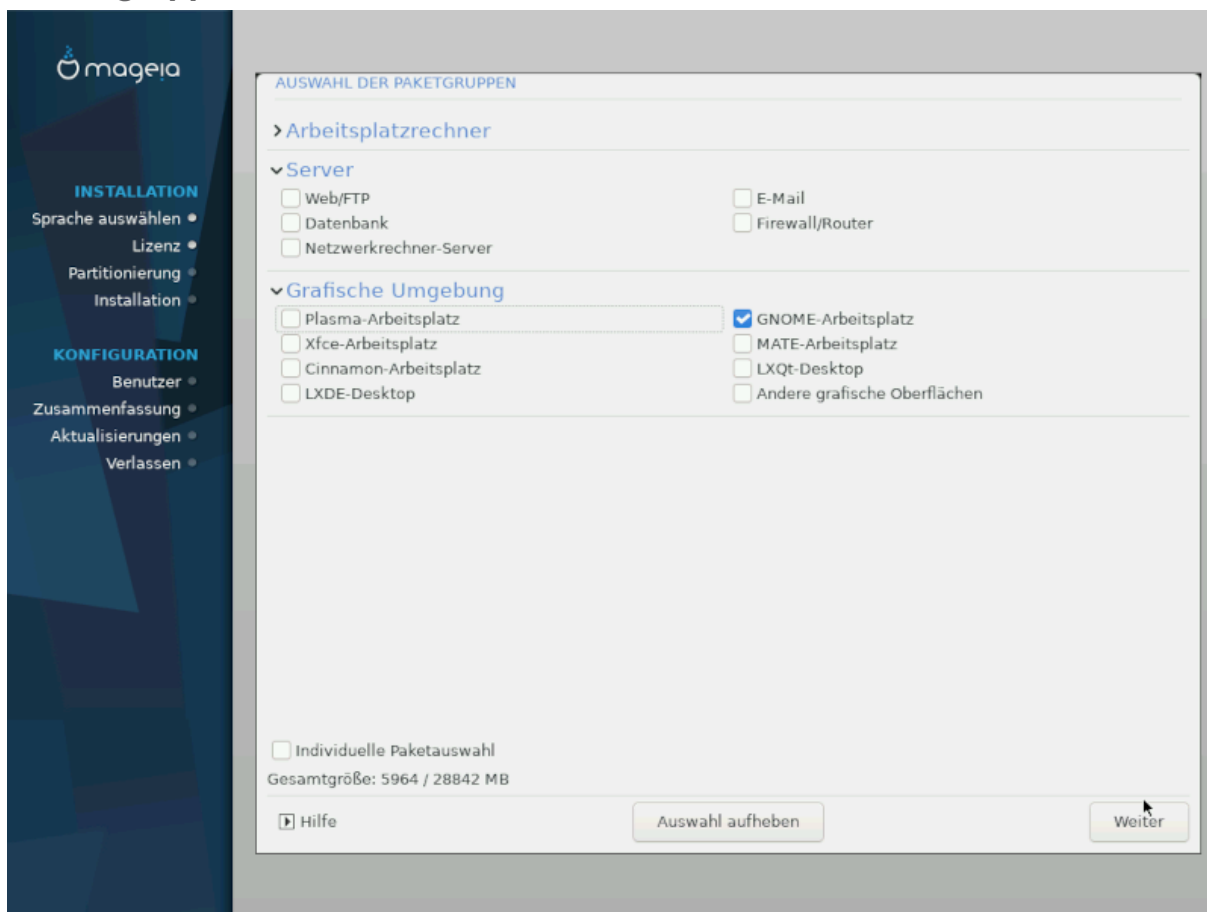 mageia
INSTALLATION
Sprache auswählen
Lizenz
Partitionierung
Installation
KONFIGURATION
Benutzer
Zusammenfassung
Aktualisierungen
Verlassen
AUSWAHL DER PAKETGRUPPEN
Arbeitsplatzrechner
Server
Web/FTP
E-Mail
Datenbank
Firewall/Router
Netzwerkrechner-Server
Grafische Umgebung
Plasma-Arbeitsplatz
GNOME-Arbeitsplatz
Xfce-Arbeitsplatz
MATE-Arbeitsplatz
Cinnamon-Arbeitsplatz
LXQt-Desktop
LXDE-Desktop
Andere grafische Oberflächen
Individuelle Paketauswahl
Gesamtgröße: 5964 / 28842 MB
Hilfe
Auswahl aufheben
Weiter